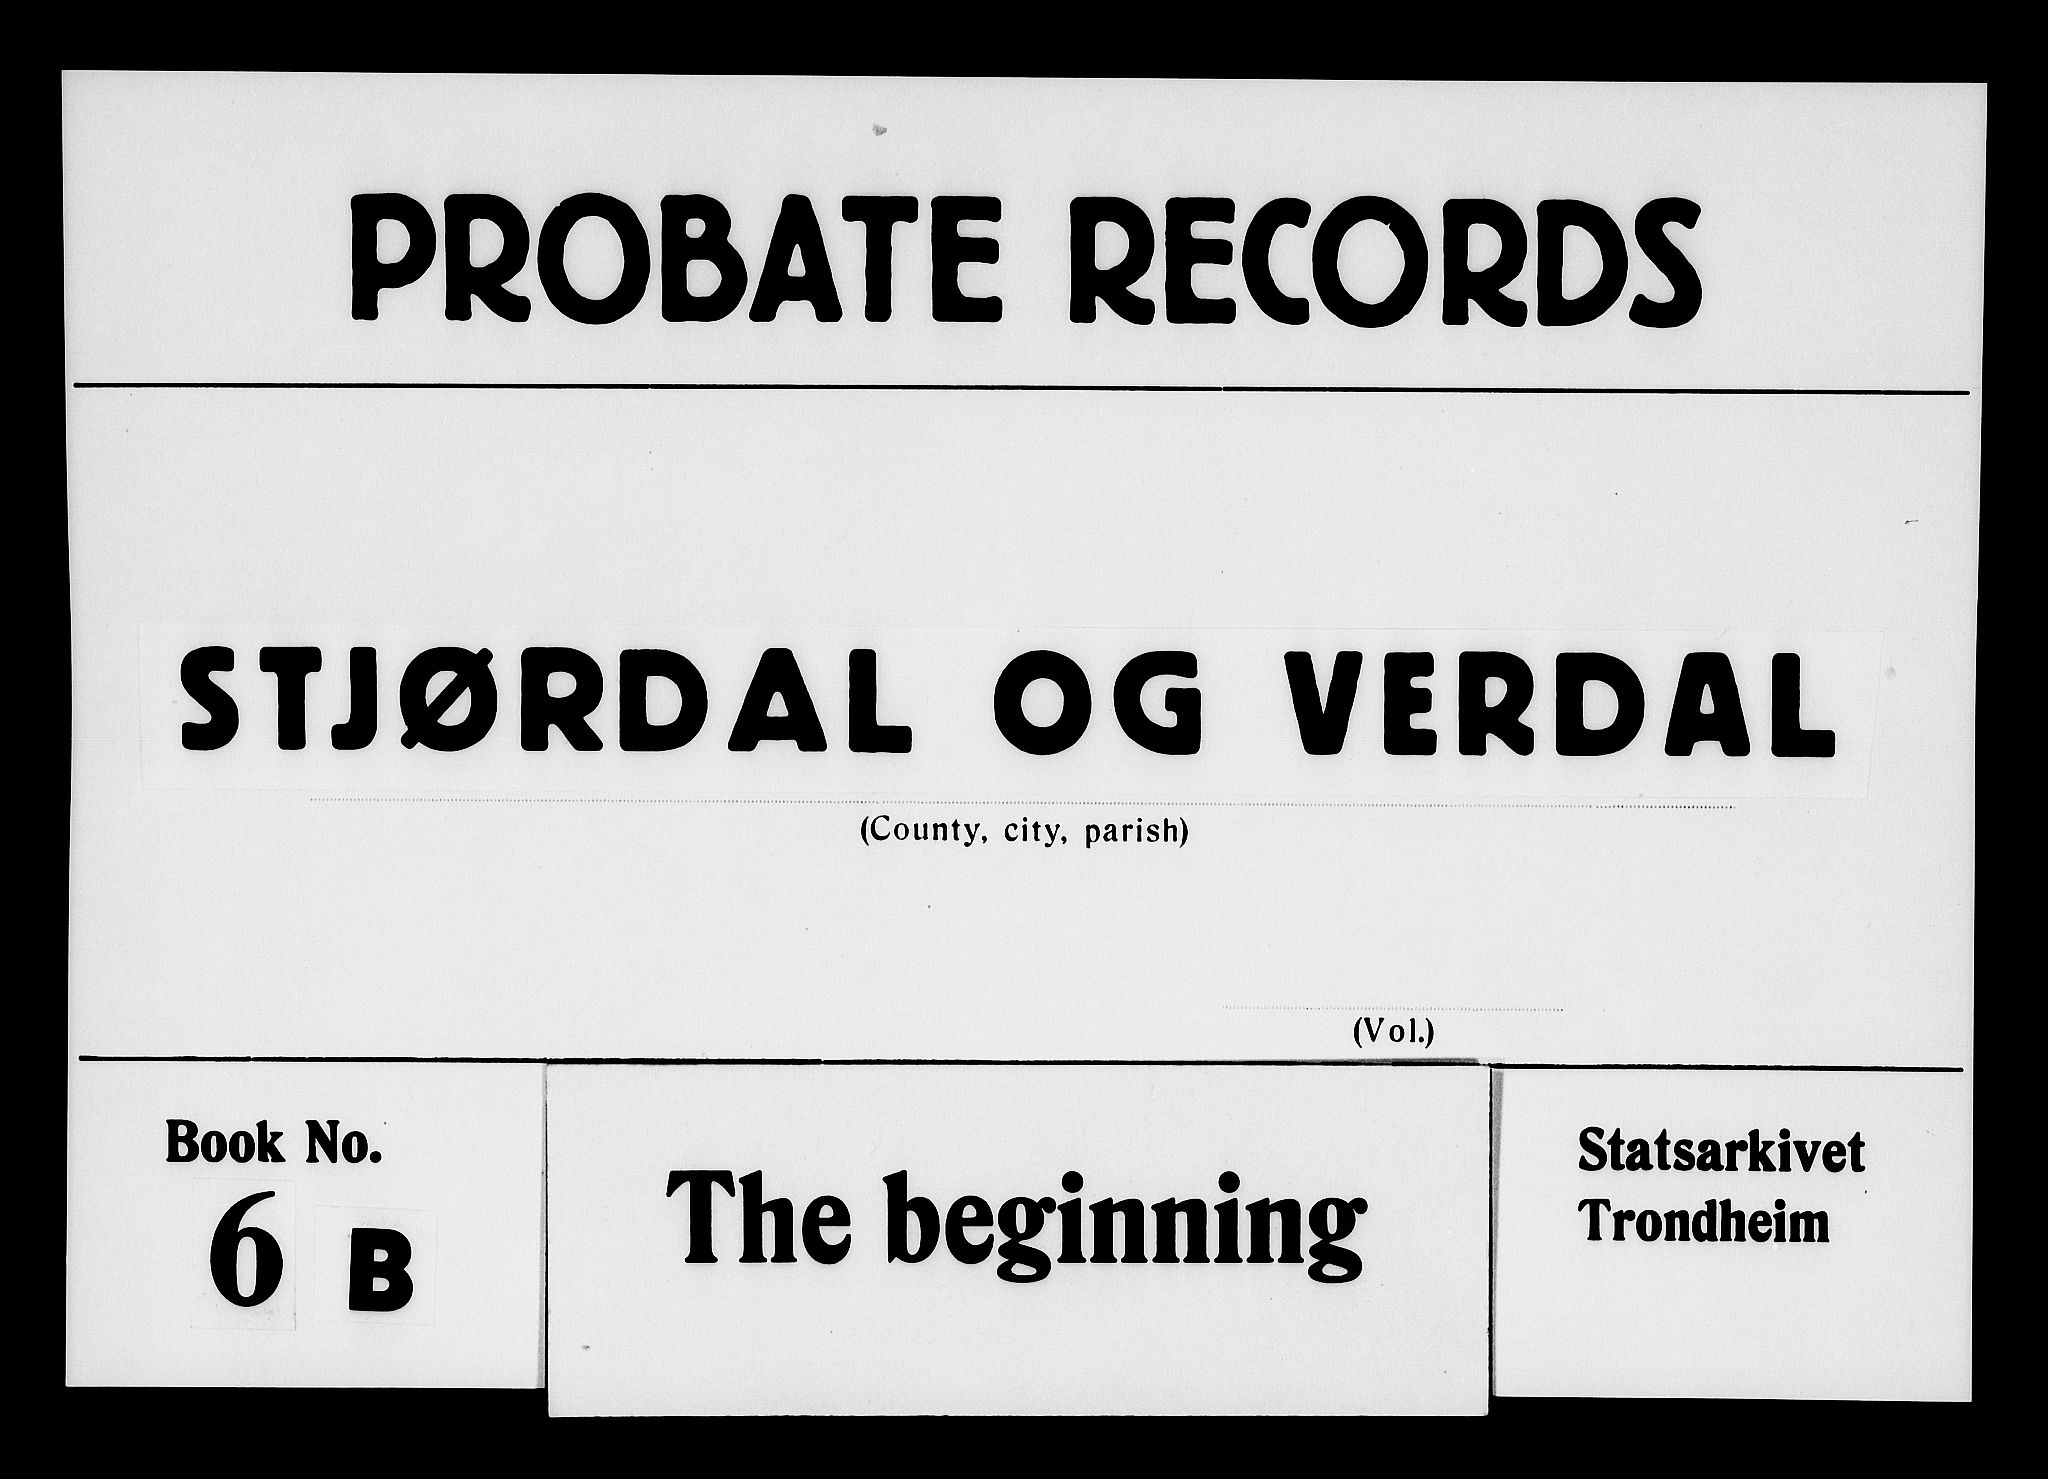 PROBATE RECORDS
STJØRDAL OG VERDAL
(County, city, parish)
(Vol.)
Book No.
6 B
The beginning
Statsarkivet
Trondheim